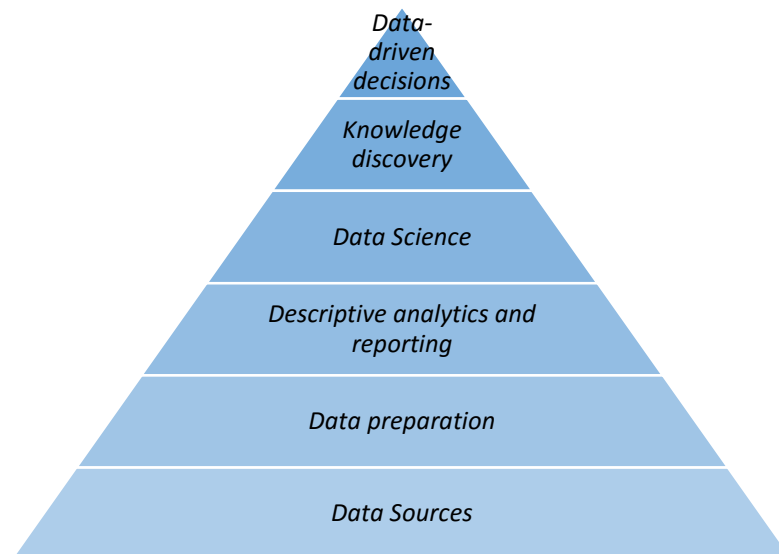 Data-
driven
decisions
Knowledge
discovery
Data Science
Descriptive analytics and
reporting
Data preparation
Data Sources